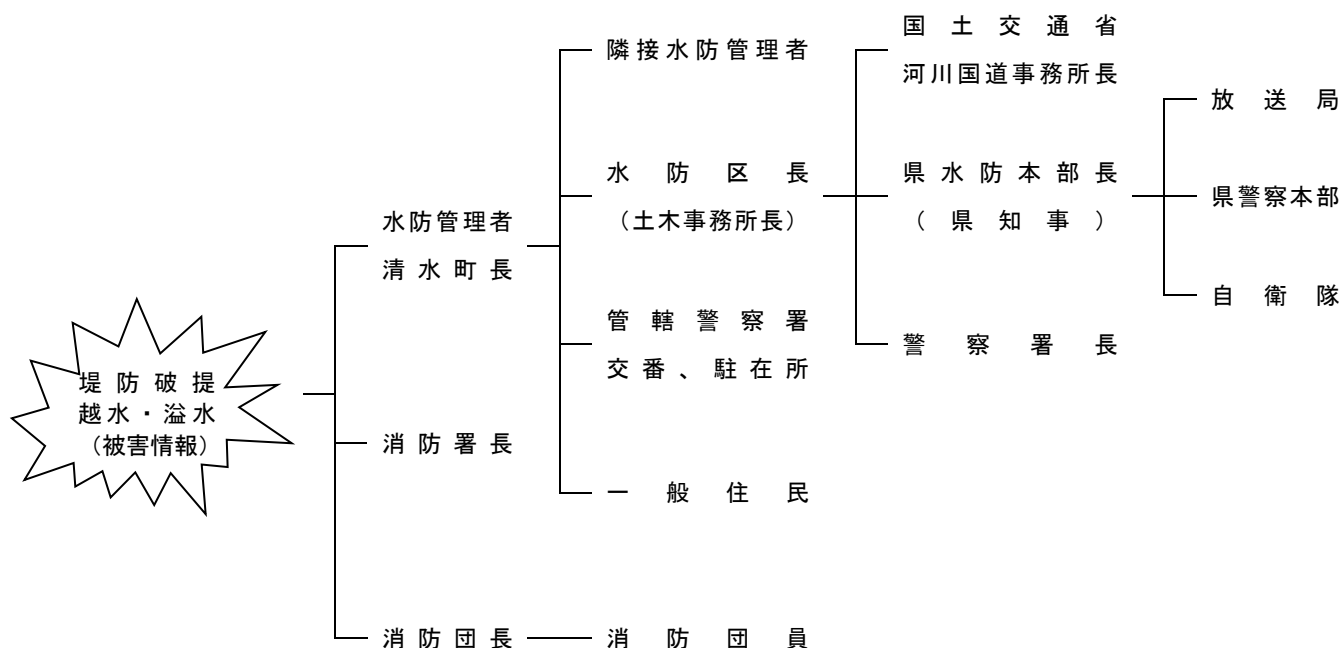 堤防破提
越水・溢水
（被害情報）
水防管理者
清水町長
消防署長
消防団長
隣接水防管理者
水防区長
（土木事務所長）
管轄警察署
交番、駐在所
一般住民
消防団員
国土交通省
河川国道事務所長
県水防本部長
（県知事）
警察署長
放送局
県警察本部
自衛隊